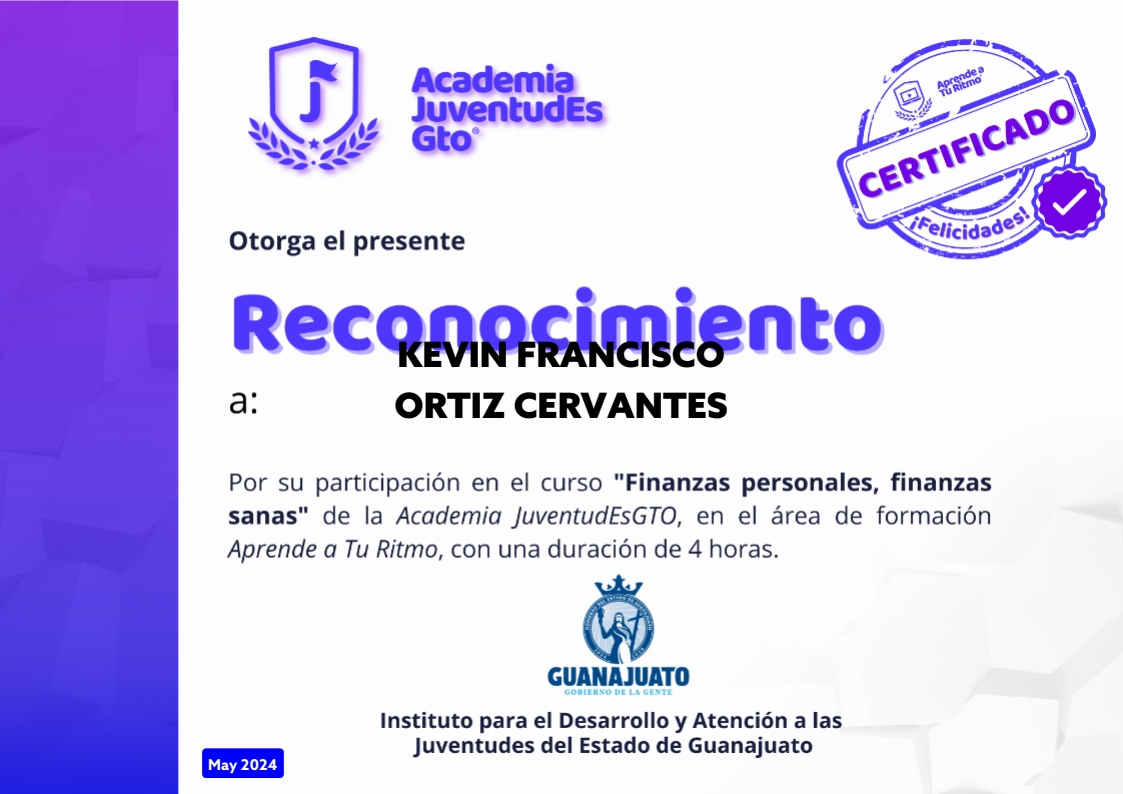 Academia
JuventudEs
Gto®
Aprende a
Tu Ritmo
CERTIFICADO
¡Felicidades!
Otorga el presente
Reconocimiento
KEVIN FRANCISCO
a: ORTIZ CERVANTES
Por su participación en el curso "Finanzas personales, finanzas
sanas" de la Academia JuventudEsGTO, en el área de formación
Aprende a Tu Ritmo, con una duración de 4 horas.
GUANAJUATO
GOBIERNO DE LA GENTE
Instituto para el Desarrollo y Atención a las
Juventudes del Estado de Guanajuato
May 2024